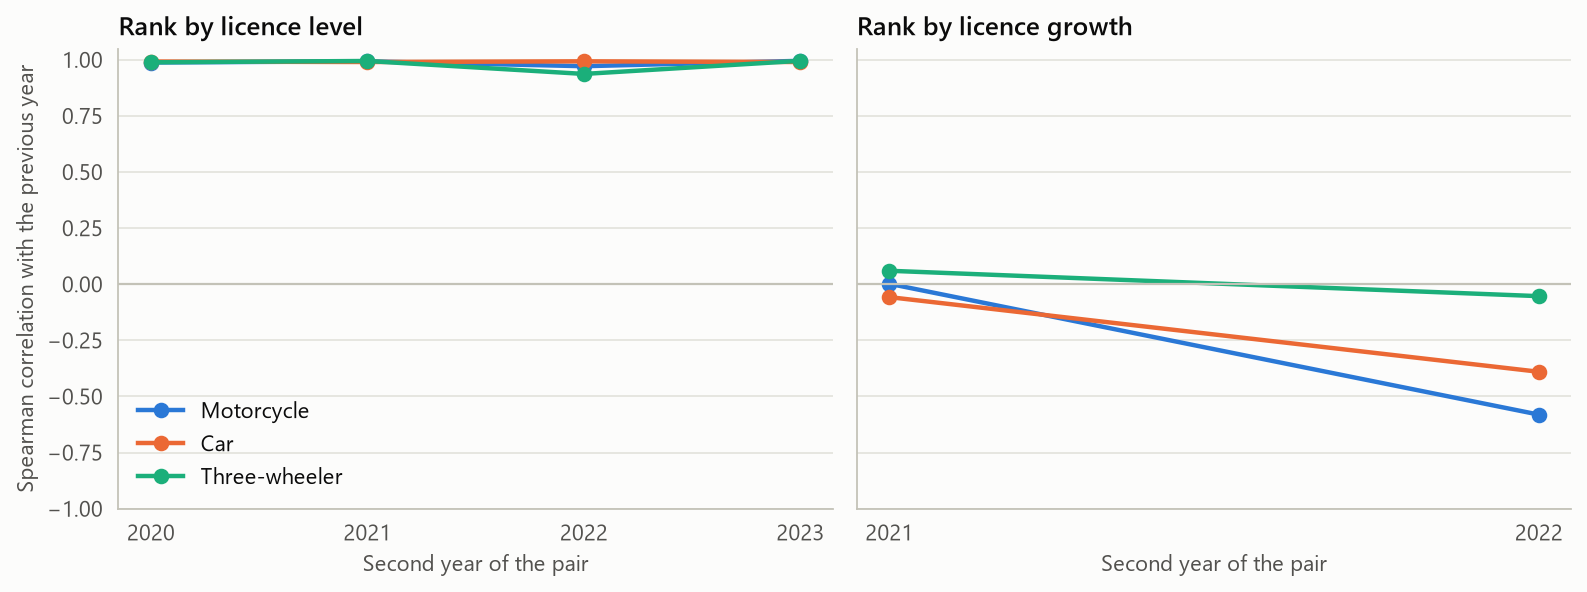 Rank by licence level
Rank by licence growth
Spearman correlation with the previous year
1.00
0.75
0.50
0.25
0.00
−0.25
−0.50
−0.75
−1.00
Motorcycle
Car
Three-wheeler
2020 2021 2022 2023
2021 2022
Second year of the pair
Second year of the pair